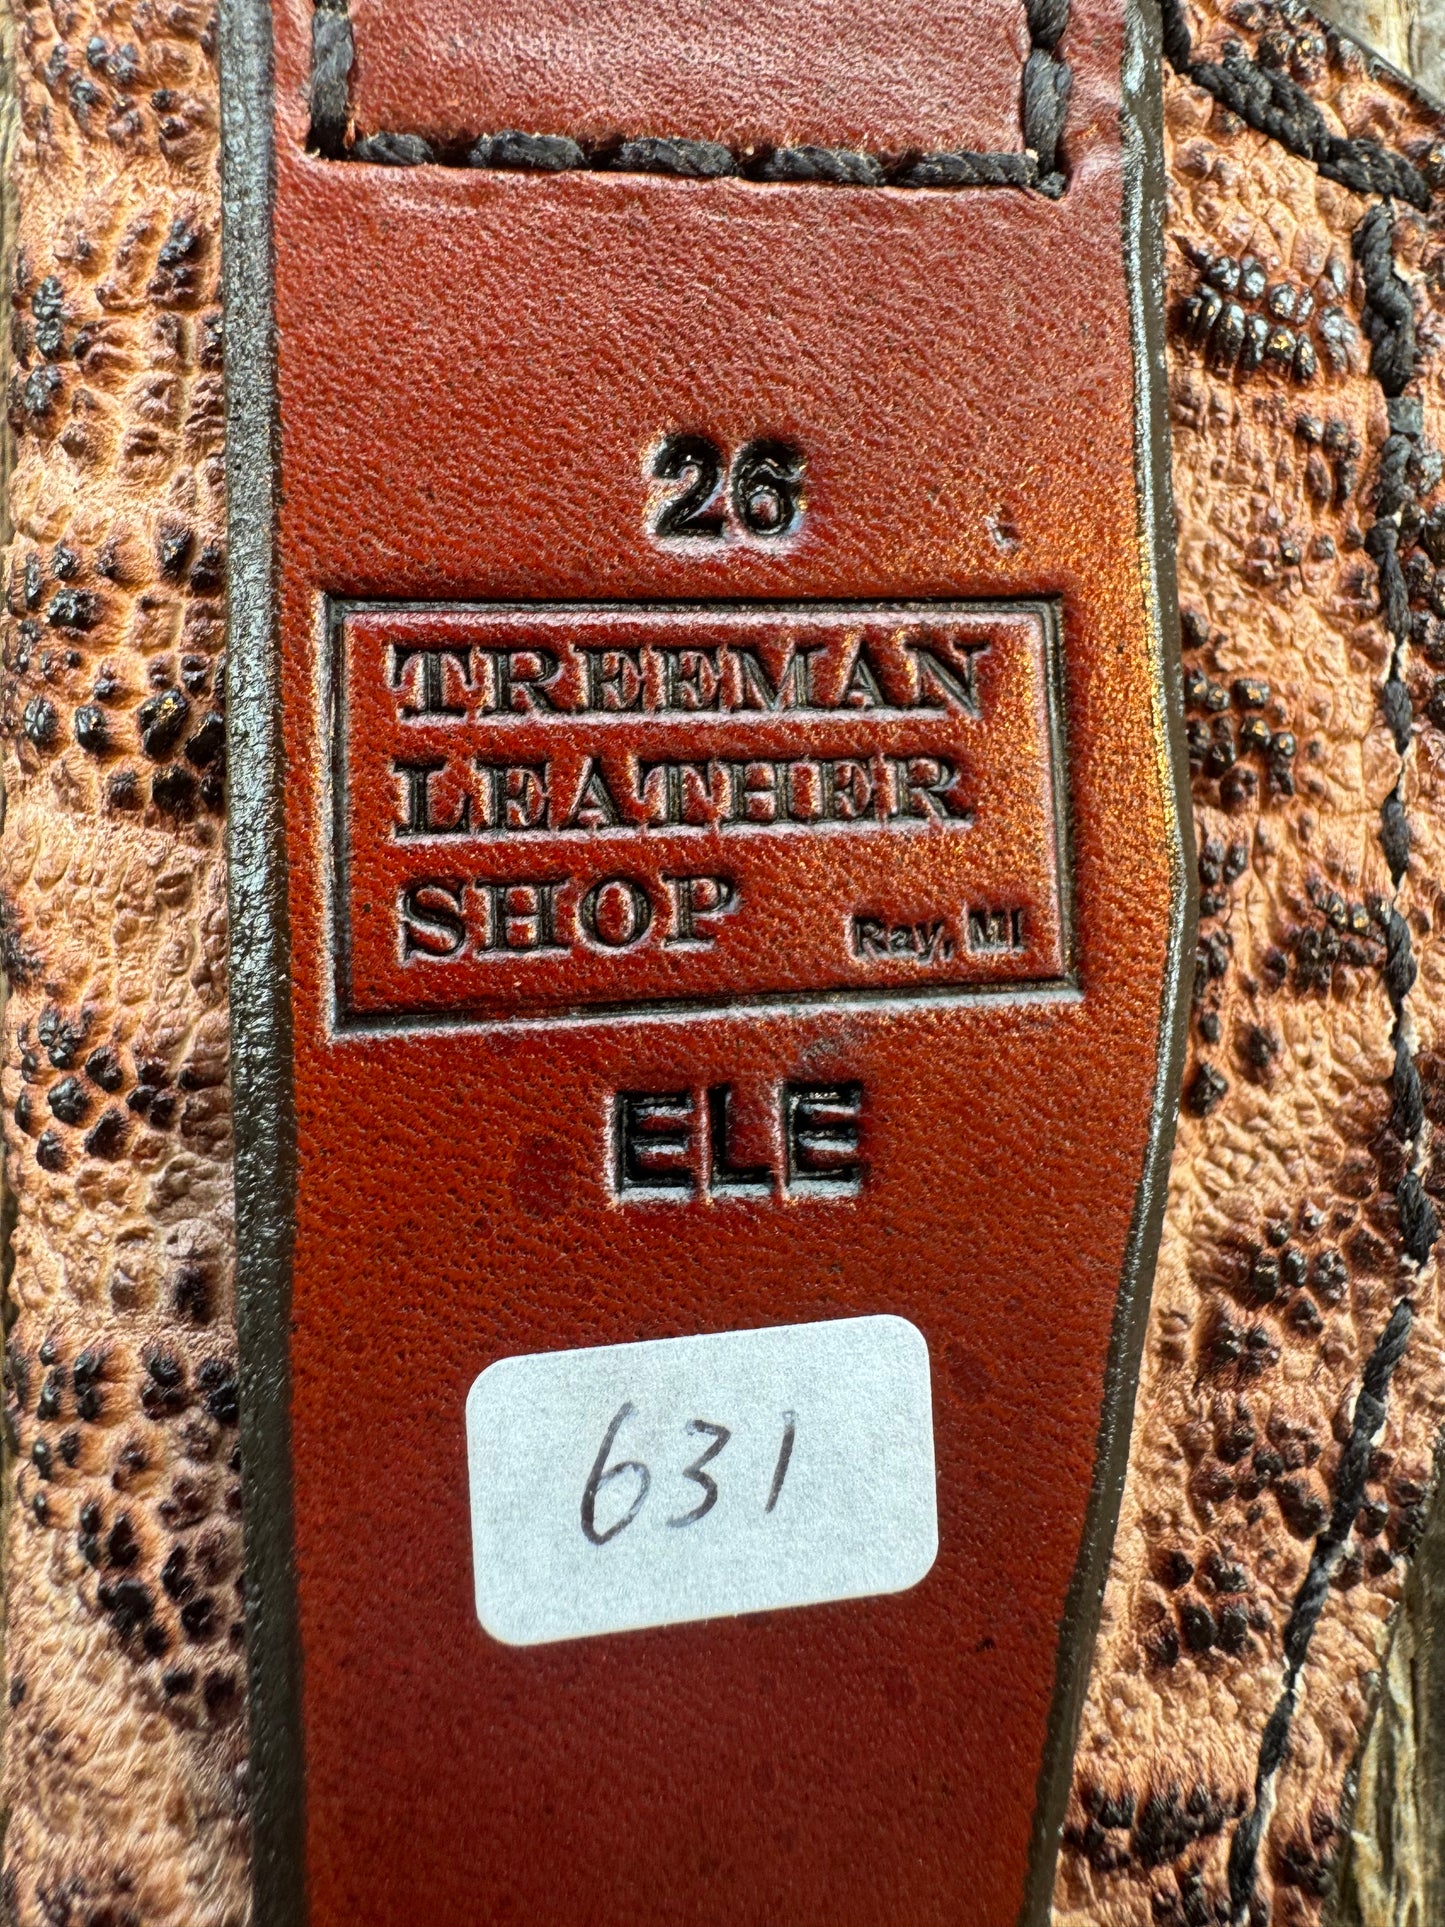 26
TREEMAN
LEATHER
SHOP Ray, MI
ELE
631